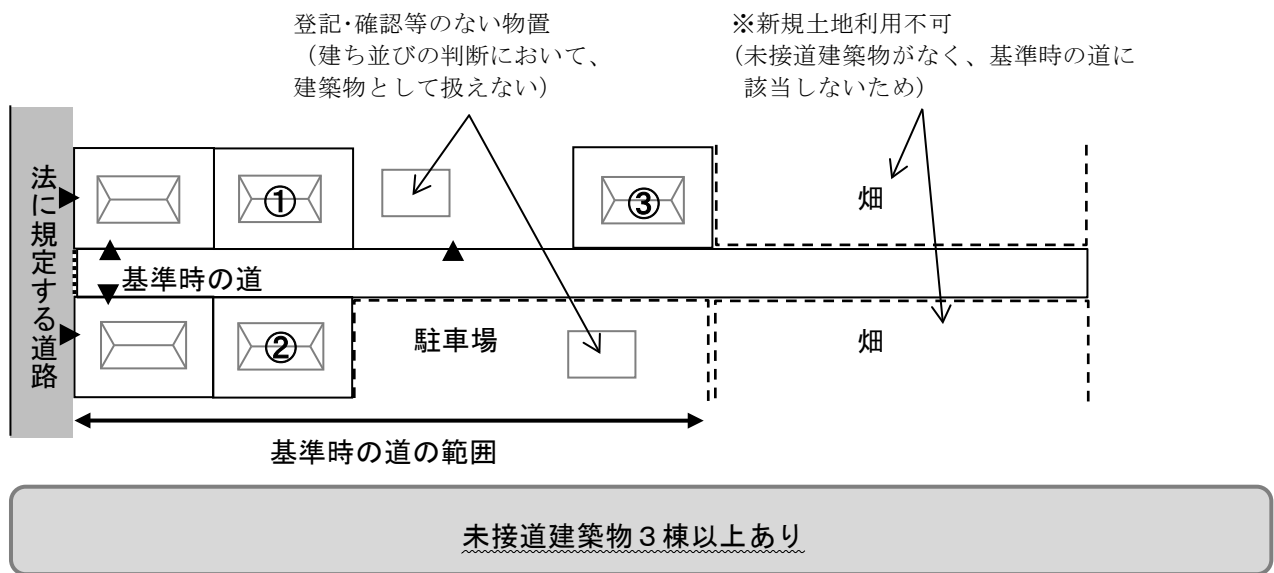 登記・確認等のない物置
（建ち並びの判断において、
建築物として扱えない）
※新規土地利用不可
（未接道建築物がなく、基準時の道に
該当しないため）
法に規定する道路
①
③
畑
基準時の道
②
駐車場
畑
基準時の道の範囲
未接道建築物３棟以上あり